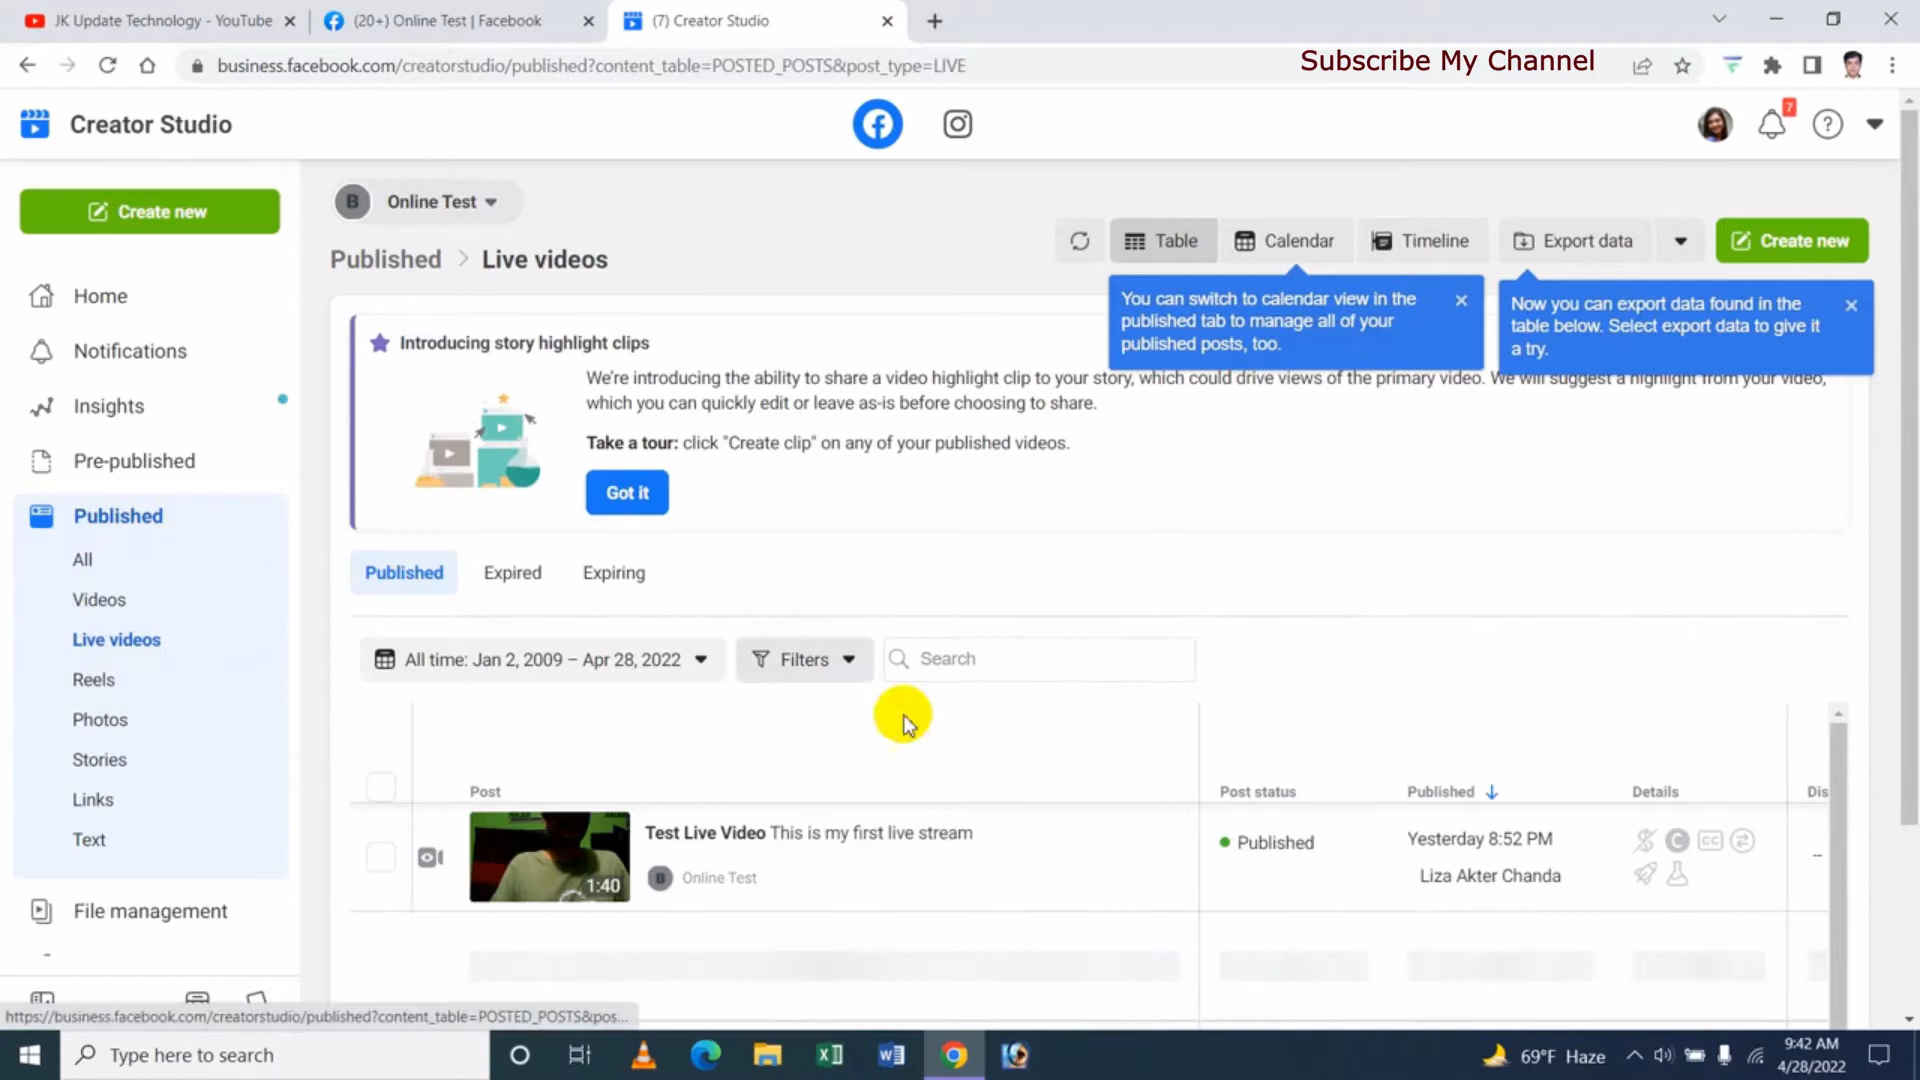 JK Update Technology - YouTube
(20+) Online Test | Facebook
(7) Creator Studio
business.facebook.com/creatorstudio/published?content_table=POSTED_POSTS&post_type=LIVE
Subscribe My Channel
Creator Studio
7
Create new
B
Online Test
Published
Live videos
Table
Calendar
Timeline
Export data
Create new
You can switch to calendar view in the
published tab to manage all of your
published posts, too.
Now you can export data found in the
table below. Select export data to give it
a try.
Home
Notifications
Insights
Pre-published
Published
All
Videos
Live videos
Reels
Photos
Stories
Links
Text
File management
Introducing story highlight clips
We're introducing the ability to share a video highlight clip to your story, which could drive views of the primary video. We will suggest a highlight from your video,
which you can quickly edit or leave as-is before choosing to share.
Take a tour: click "Create clip" on any of your published videos.
Got it
Published
Expired
Expiring
All time: Jan 2, 2009 – Apr 28, 2022
Filters
Search
Post
Post status
Published
Details
Dis
1:40
Test Live Video This is my first live stream
B
Online Test
Published
Yesterday 8:52 PM
Liza Akter Chanda
CC
--
https://business.facebook.com/creatorstudio/published?content_table=POSTED_POSTS&pos...
Type here to search
69°F Haze
9:42 AM
4/28/2022